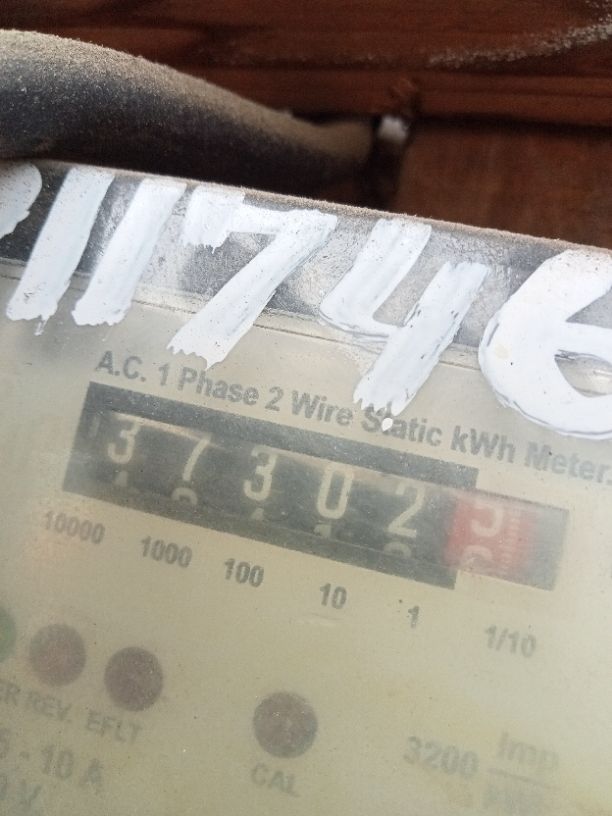 11746
A.C. 1 Phase 2 Wire Static kWh Meter.
37302
10000 1000 100 10 1 1/10
REV. EFLT
CAL
3200 Imp
- 10 A
V